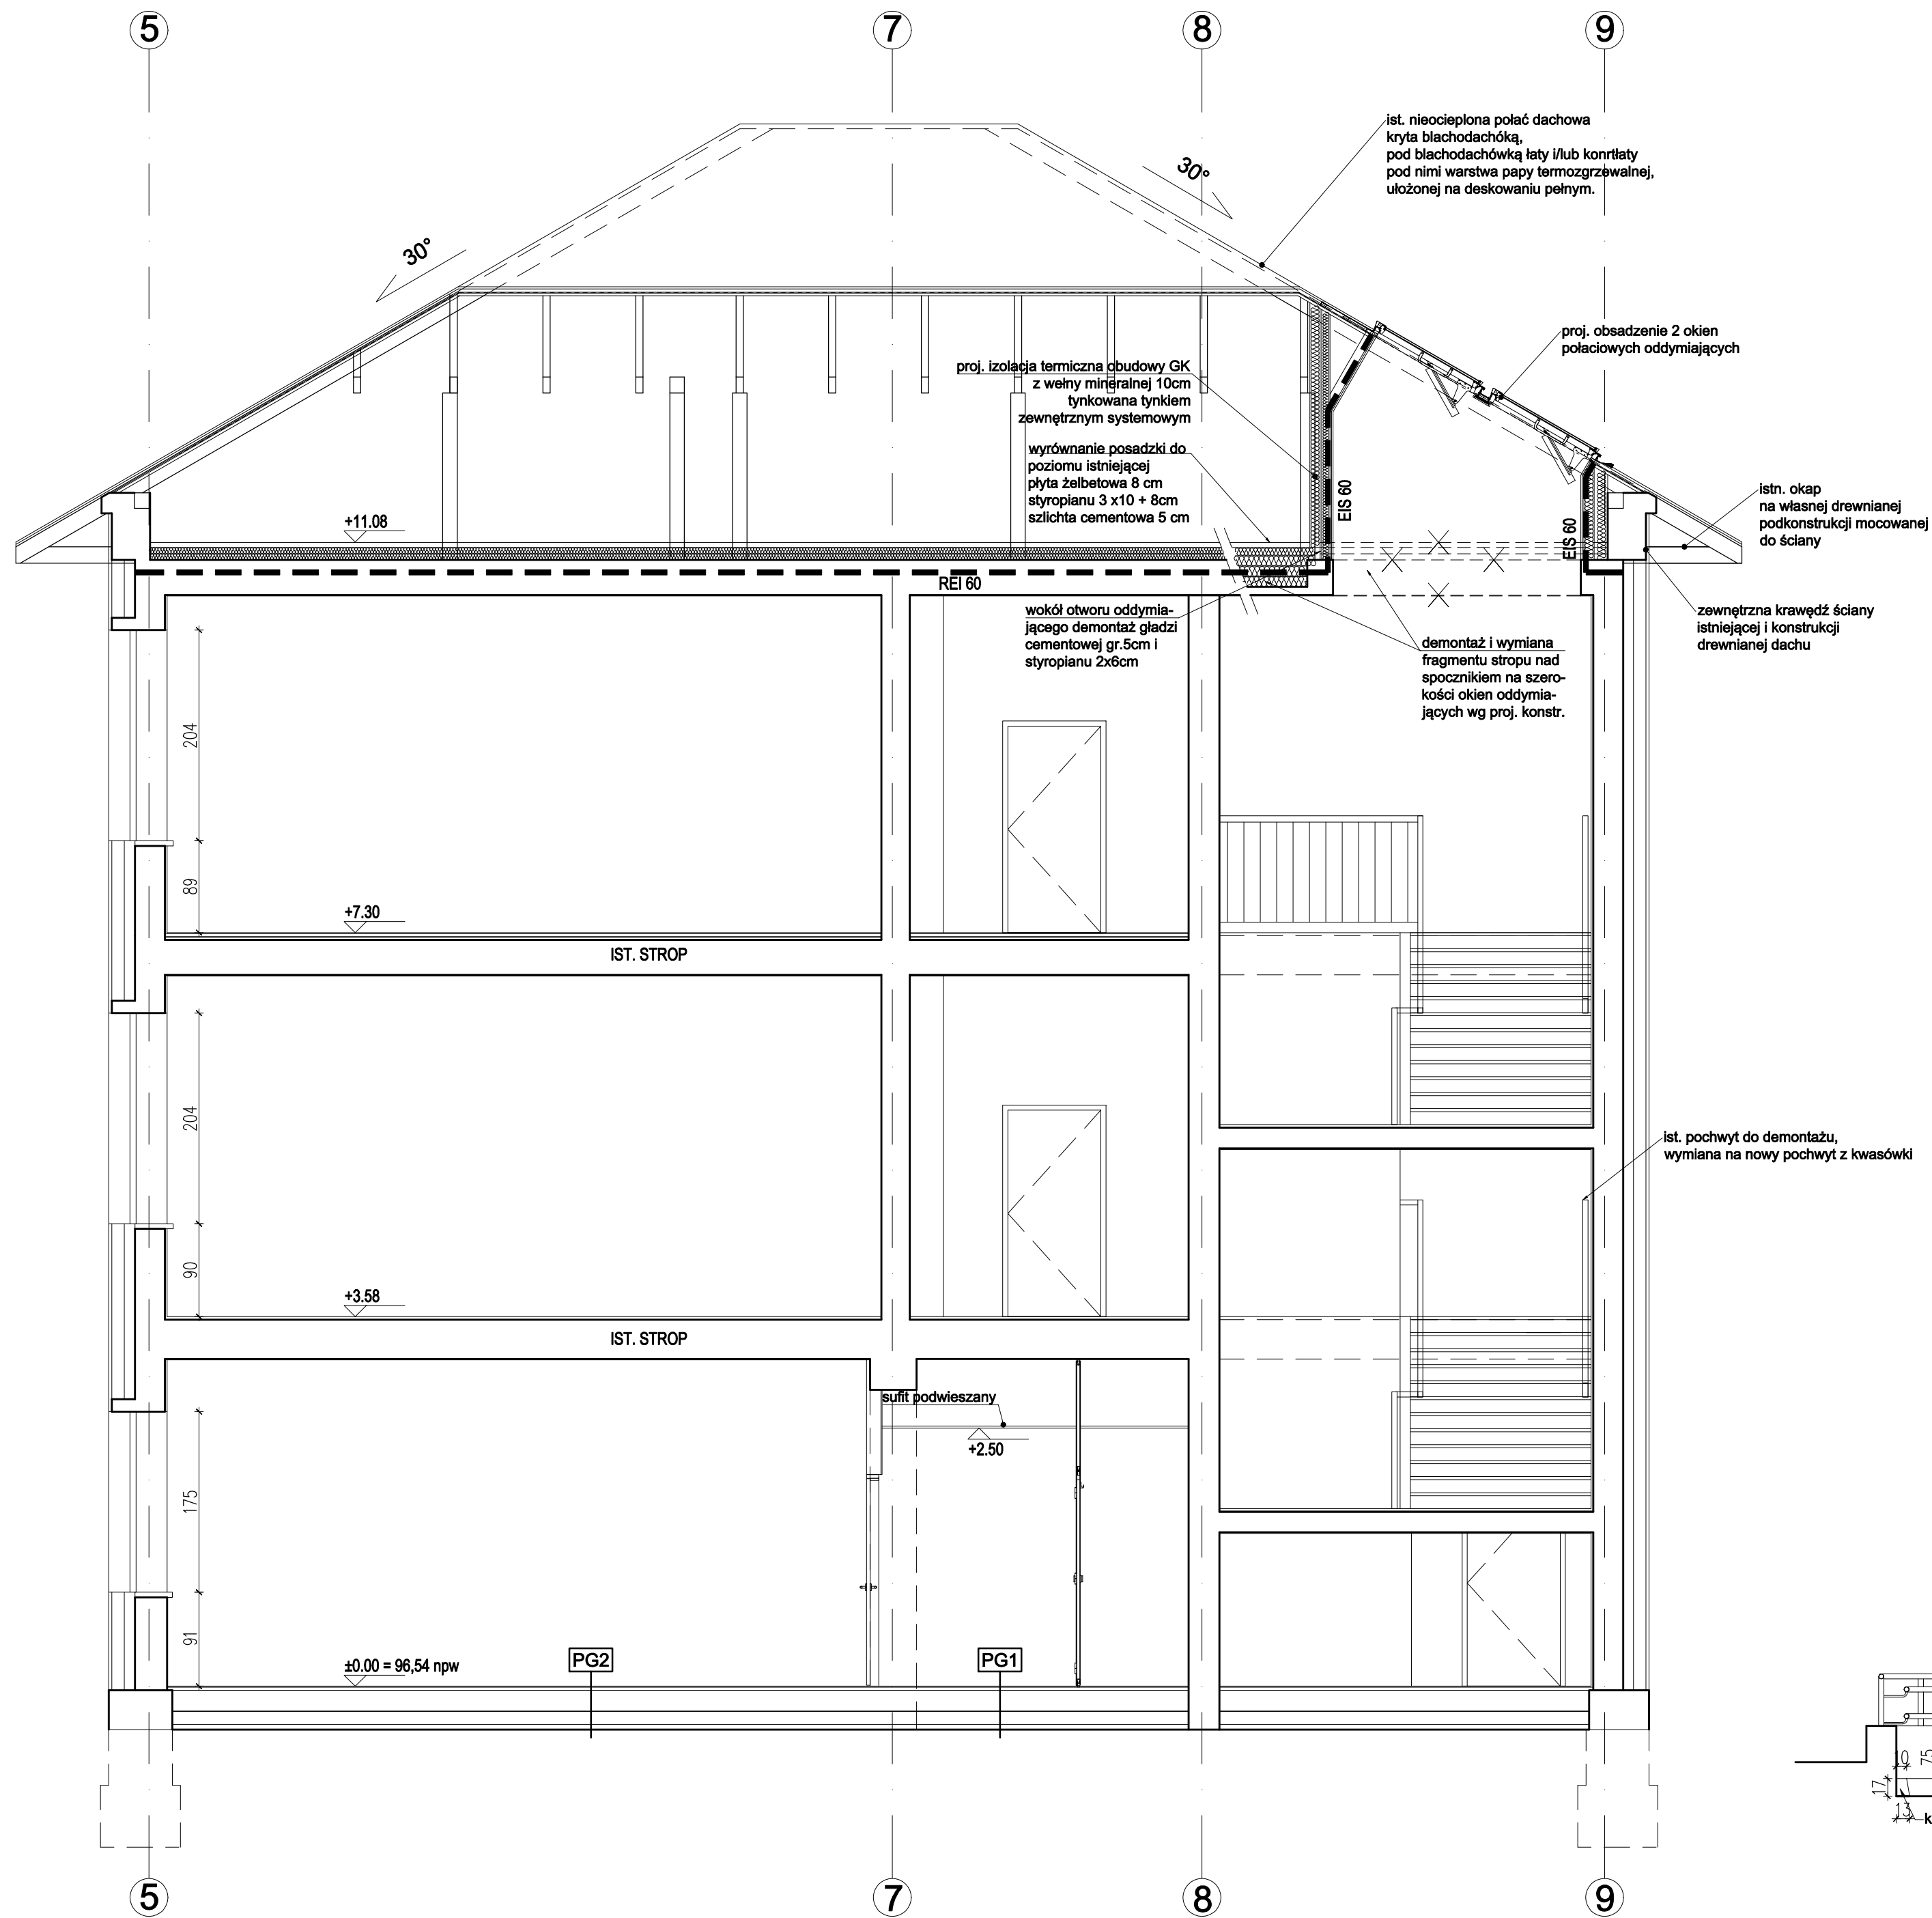 5
7
8
9
ist. nieocieplona połać dachowa
kryta blachodachóką,
pod blachodachówką łaty i/lub konrtłaty
pod nimi warstwa papy termozgrzewalnej,
ułożonej na deskowaniu pełnym.
30°
30°
proj. obsadzenie 2 okien
połaciowych oddymiających
proj. izolacja termiczna obudowy GK
z wełny mineralnej 10cm
tynkowana tynkiem
zewnętrznym systemowym
wyrównanie posadzki do
poziomu istniejącej
płyta żelbetowa 8 cm
styropianu 3 x10 + 8cm
szlichta cementowa 5 cm
EIS 60
EIS 60
istn. okap
na własnej drewnianej
podkonstrukcji mocowanej
do ściany
+11.08
REI 60
wokół otworu oddymia-
jącego demontaż gładzi
cementowej gr.5cm i
styropianu 2x6cm
demontaż i wymiana
fragmentu stropu nad
spocznikiem na szero-
kości okien oddymia-
jących wg proj. konstr.
zewnętrzna krawędź ściany
istniejącej i konstrukcji
drewnianej dachu
204
89
+7.30
IST. STROP
204
90
+3.58
IST. STROP
ist. pochwyt do demontażu,
wymiana na nowy pochwyt z kwasówki
sufit podwieszany
+2.50
175
91
±0.00 = 96,54 npw
PG2
PG1
10
75
17
13
k
5
7
8
9